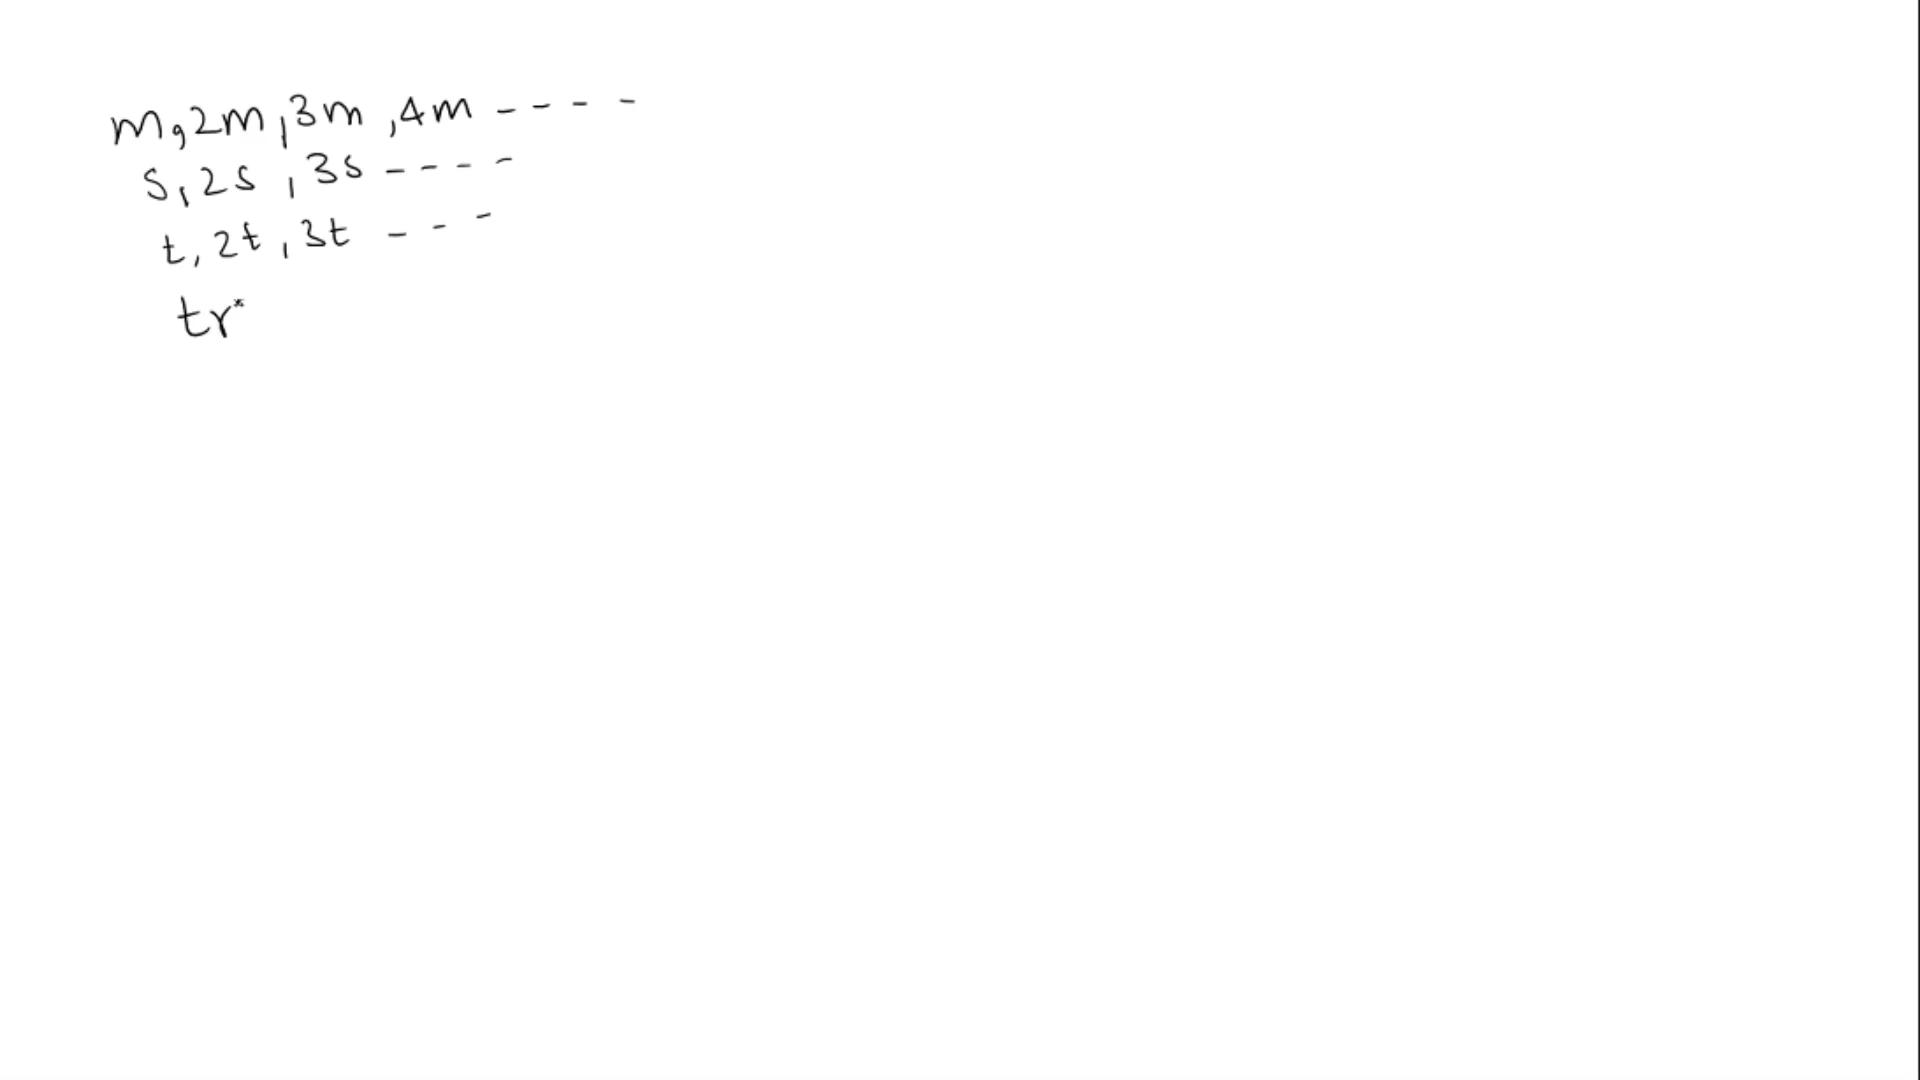 m,2m,3m,4m ----
s,2s,3s ----
t,2t,3t ---
tr*